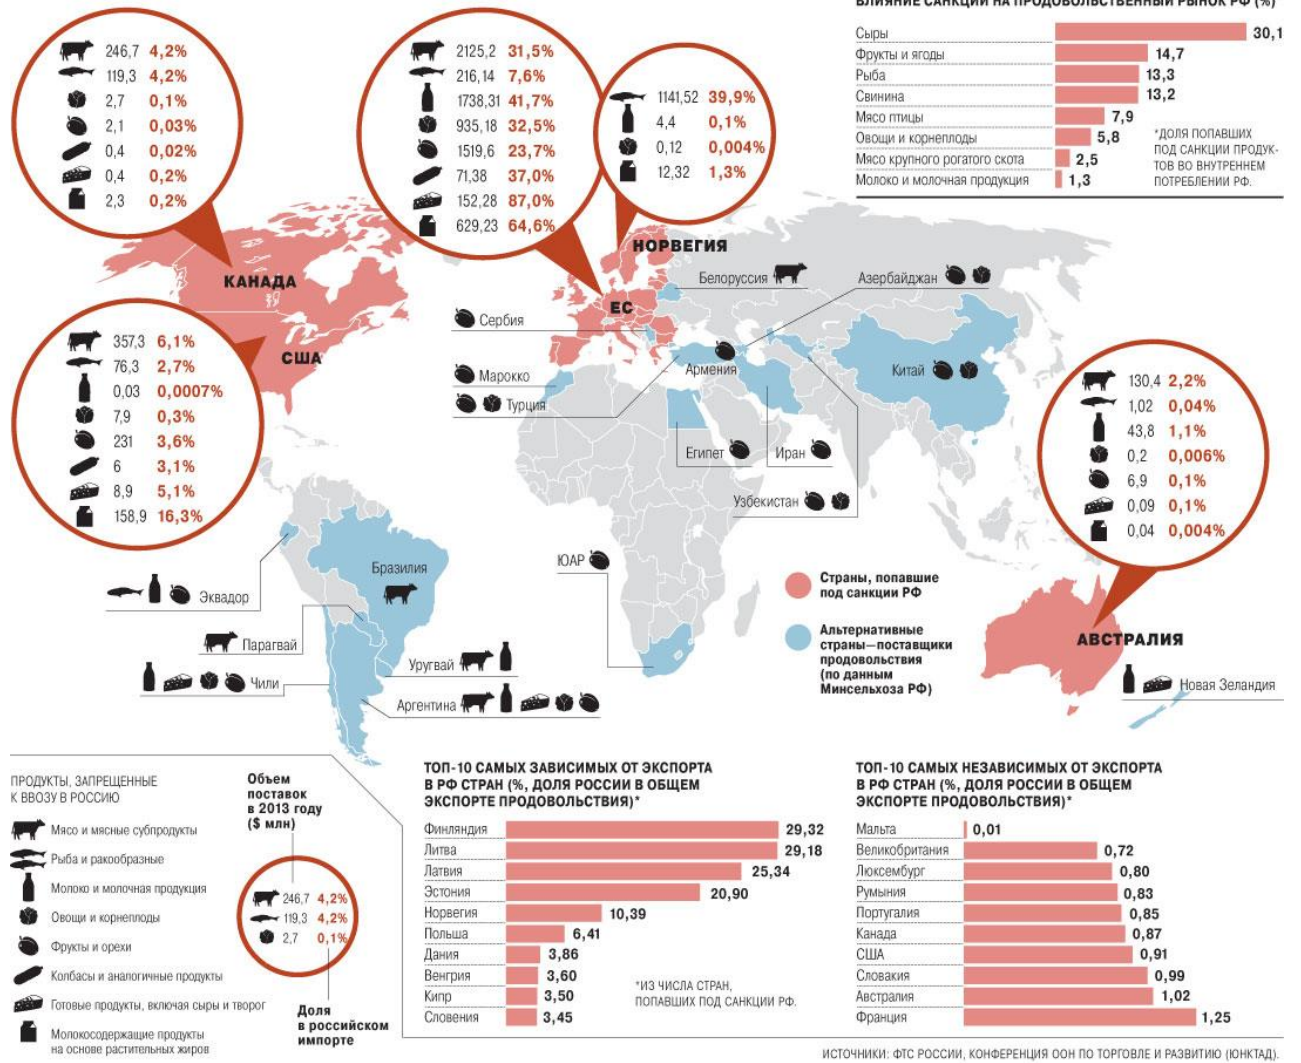 ВЛИЯНИЕ САНКЦИЙ НА ПРОДОВОЛЬСТВЕННЫЙ РЫНОК РФ (%)
Сыры 30,1
Фрукты и ягоды 14,7
Рыба 13,3
Свинина 13,2
Мясо птицы 7,9
Овощи и корнеплоды 5,8
Мясо крупного рогатого скота 2,5
Молоко и молочная продукция 1,3
*ДОЛЯ ПОПАВШИХ
ПОД САНКЦИИ ПРОДУК-
ТОВ ВО ВНУТРЕННЕМ
ПОТРЕБЛЕНИИ РФ.
246,7 4,2%
119,3 4,2%
2,7 0,1%
2,1 0,03%
0,4 0,02%
0,4 0,2%
2,3 0,2%
КАНАДА
2125,2 31,5%
216,14 7,6%
1738,31 41,7%
935,18 32,5%
1519,6 23,7%
71,38 37,0%
152,28 87,0%
629,23 64,6%
ЕС
1141,52 39,9%
4,4 0,1%
0,12 0,004%
12,32 1,3%
НОРВЕГИЯ
357,3 6,1%
76,3 2,7%
0,03 0,0007%
7,9 0,3%
231 3,6%
6 3,1%
8,9 5,1%
158,9 16,3%
США
130,4 2,2%
1,02 0,04%
43,8 1,1%
0,2 0,006%
6,9 0,1%
0,09 0,1%
0,04 0,004%
АВСТРАЛИЯ
Белоруссия
Азербайджан
Сербия
Марокко
Турция
Армения
Китай
Египет
Иран
Узбекистан
ЮАР
Бразилия
Эквадор
Парагвай
Чили
Уругвай
Аргентина
Новая Зеландия
Страны, попавшие
под санкции РФ
Альтернативные
страны—поставщики
продовольствия
(по данным
Минсельхоза РФ)
ПРОДУКТЫ, ЗАПРЕЩЕННЫЕ
К ВВОЗУ В РОССИЮ
Мясо и мясные субпродукты
Рыба и ракообразные
Молоко и молочная продукция
Овощи и корнеплоды
Фрукты и орехи
Колбасы и аналогичные продукты
Готовые продукты, включая сыры и творог
Молокосодержащие продукты
на основе растительных жиров
Объем
поставок
в 2013 году
($ млн)
246,7 4,2%
119,3 4,2%
2,7 0,1%
Доля
в российском
импорте
ТОП-10 САМЫХ ЗАВИСИМЫХ ОТ ЭКСПОРТА
В РФ СТРАН (%, ДОЛЯ РОССИИ В ОБЩЕМ
ЭКСПОРТЕ ПРОДОВОЛЬСТВИЯ)*
Финляндия 29,32
Литва 29,18
Латвия 25,34
Эстония 20,90
Норвегия 10,39
Польша 6,41
Дания 3,86
Венгрия 3,60
Кипр 3,50
Словения 3,45
*ИЗ ЧИСЛА СТРАН,
ПОПАВШИХ ПОД САНКЦИИ РФ.
ТОП-10 САМЫХ НЕЗАВИСИМЫХ ОТ ЭКСПОРТА
В РФ СТРАН (%, ДОЛЯ РОССИИ В ОБЩЕМ
ЭКСПОРТЕ ПРОДОВОЛЬСТВИЯ)*
Мальта 0,01
Великобритания 0,72
Люксембург 0,80
Румыния 0,83
Португалия 0,85
Канада 0,87
США 0,91
Словакия 0,99
Австралия 1,02
Франция 1,25
ИСТОЧНИКИ: ФТС РОССИИ, КОНФЕРЕНЦИЯ ООН ПО ТОРГОВЛЕ И РАЗВИТИЮ (ЮНКТАД).